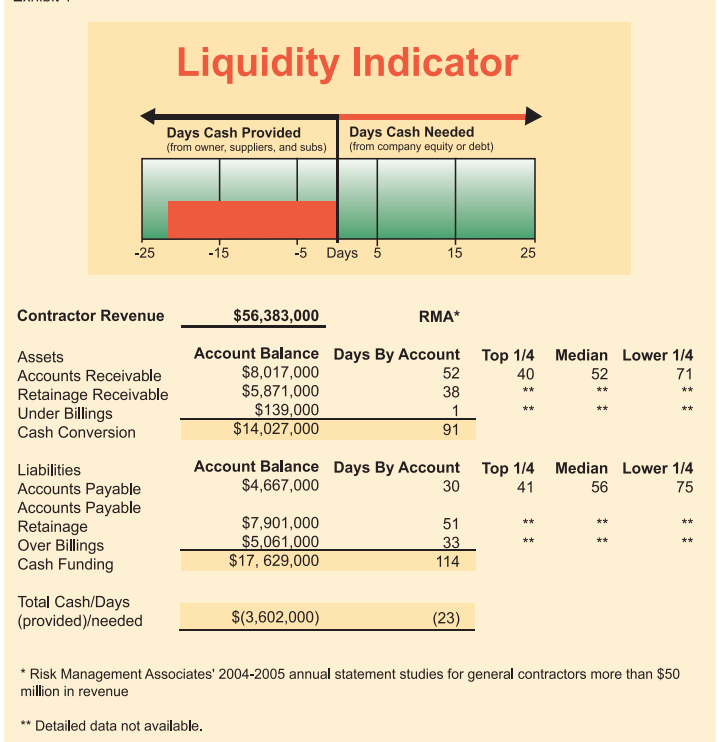 Liquidity Indicator
Days Cash Provided
(from owner, suppliers, and subs)
Days Cash Needed
(from company equity or debt)
-25 -15 -5 Days 5 15 25
Contractor Revenue $56,383,000 RMA*
Assets Account Balance Days By Account Top 1/4 Median Lower 1/4
Accounts Receivable $8,017,000 52 40 52 71
Retainage Receivable $5,871,000 38 ** ** **
Under Billings $139,000 1 ** ** **
Cash Conversion $14,027,000 91
Liabilities Account Balance Days By Account Top 1/4 Median Lower 1/4
Accounts Payable $4,667,000 30 41 56 75
Accounts Payable
Retainage $7,901,000 51 ** ** **
Over Billings $5,061,000 33 ** ** **
Cash Funding $17, 629,000 114
Total Cash/Days
(provided)/needed $(3,602,000) (23)
* Risk Management Associates' 2004-2005 annual statement studies for general contractors more than $50
million in revenue
** Detailed data not available.